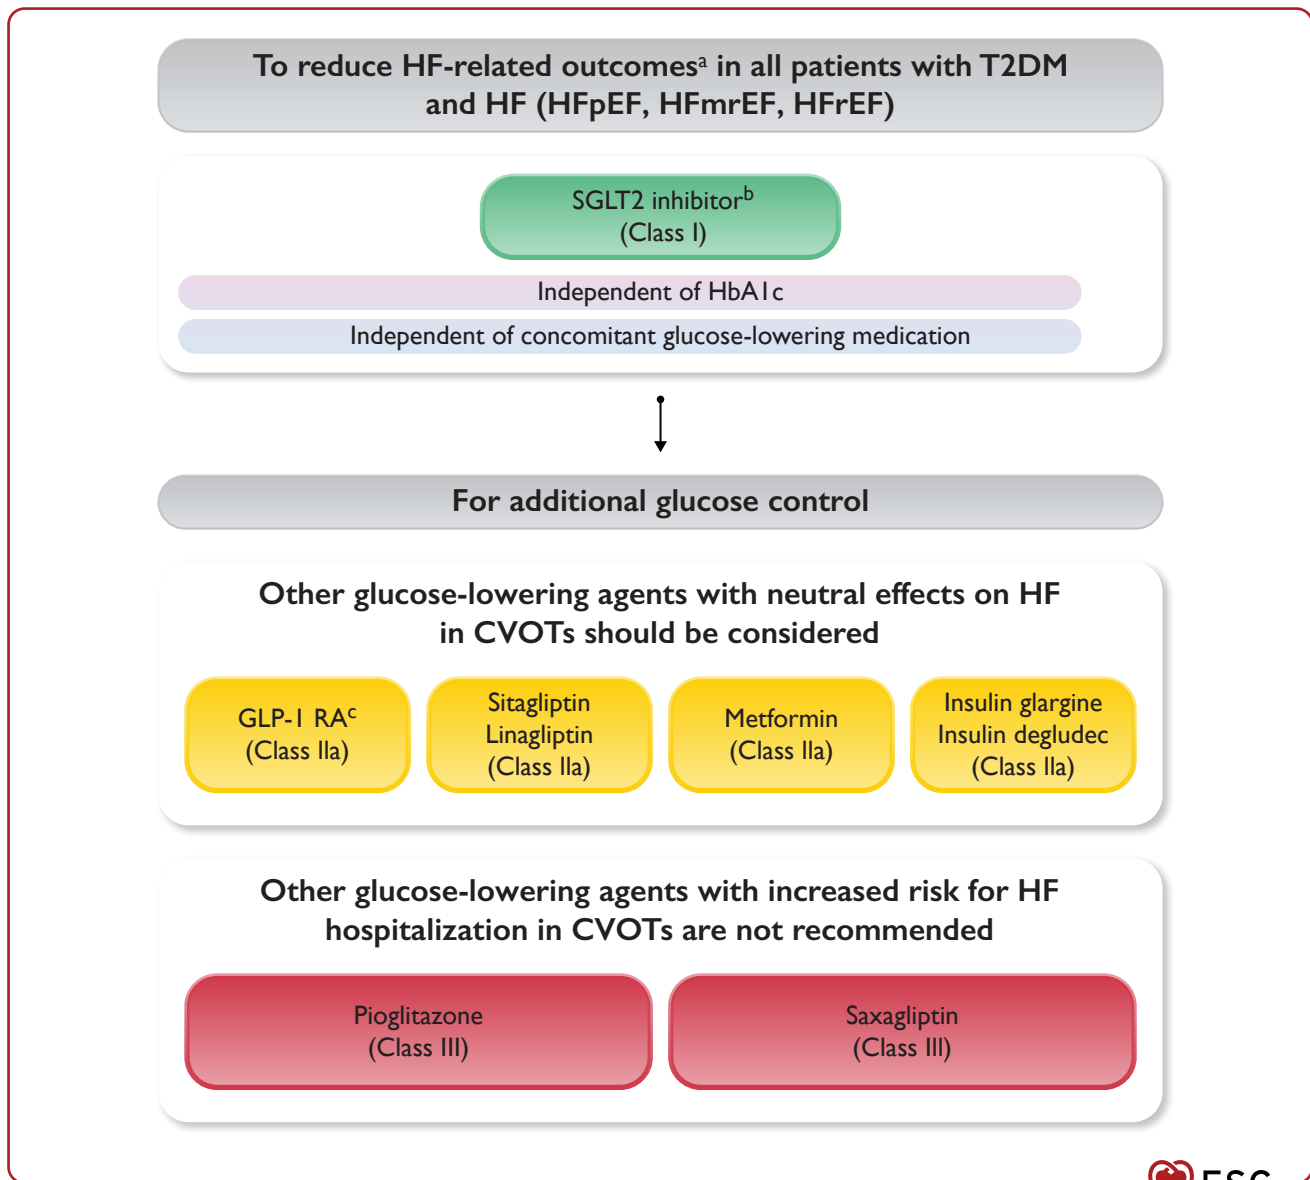 To reduce HF-related outcomesᵃ in all patients with T2DM
and HF (HFpEF, HFmrEF, HFrEF)
SGLT2 inhibitorᵇ
(Class I)
Independent of HbA1c
Independent of concomitant glucose-lowering medication
For additional glucose control
Other glucose-lowering agents with neutral effects on HF
in CVOTs should be considered
GLP-1 RAᶜ
(Class IIa)
Sitagliptin
Linagliptin
(Class IIa)
Metformin
(Class IIa)
Insulin glargine
Insulin degludec
(Class IIa)
Other glucose-lowering agents with increased risk for HF
hospitalization in CVOTs are not recommended
Pioglitazone
(Class III)
Saxagliptin
(Class III)
ESC